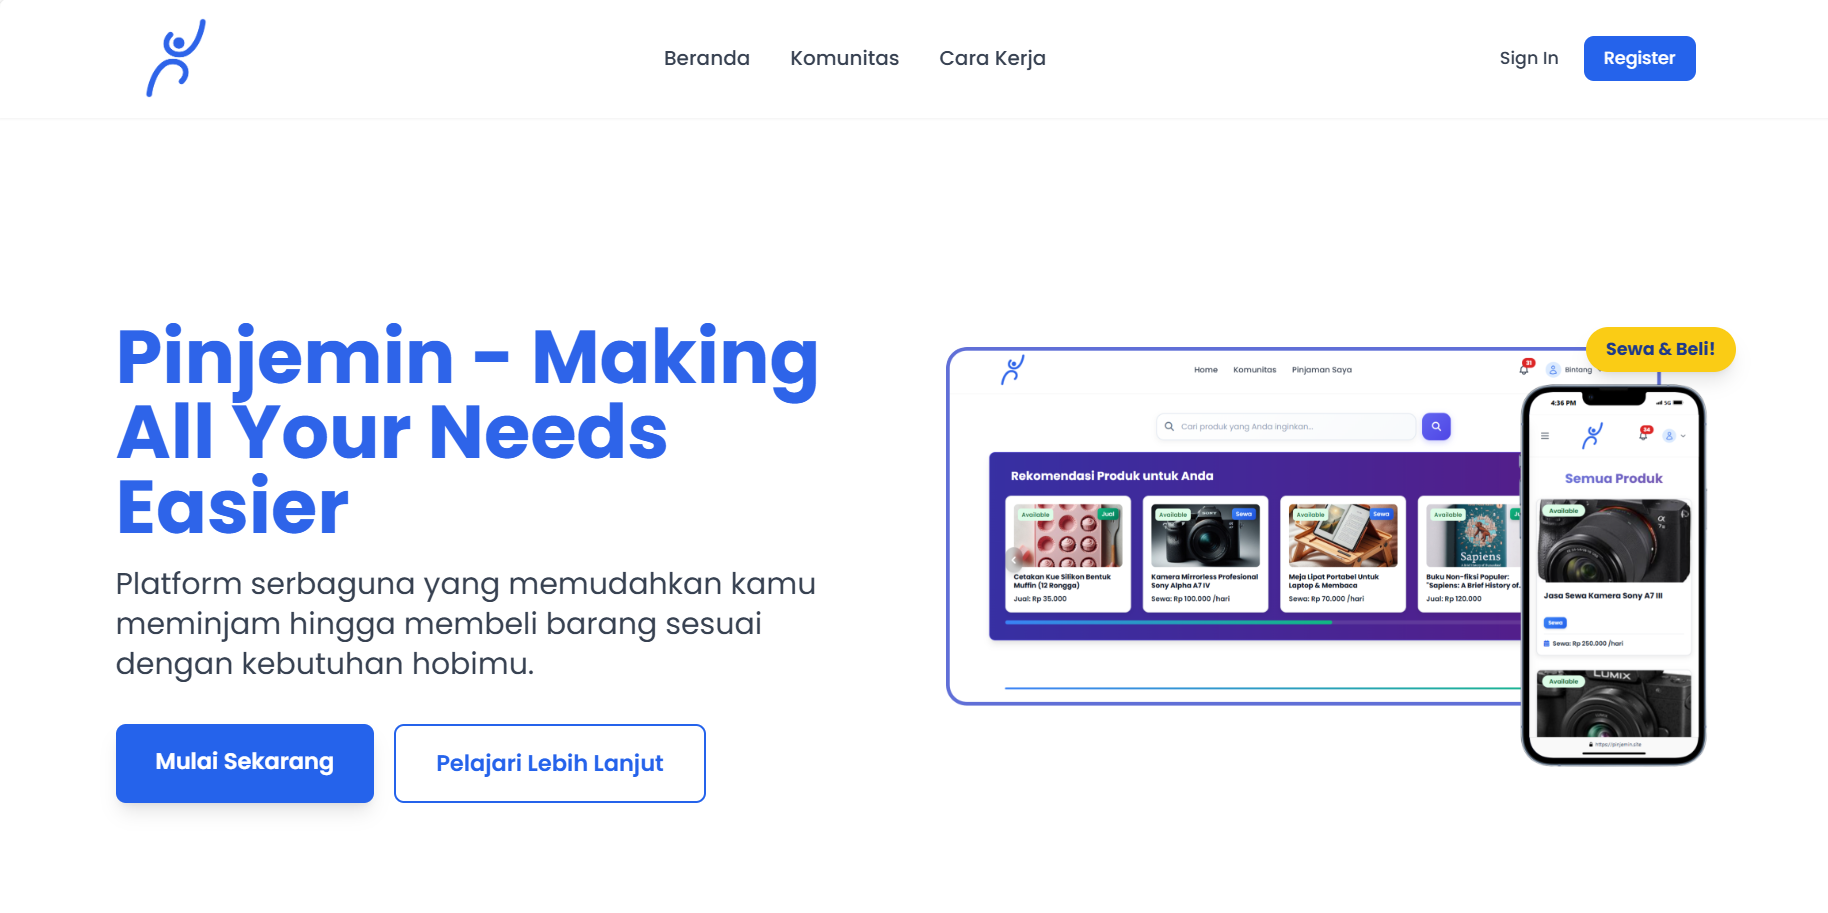 Beranda
Komunitas
Cara Kerja
Sign In
Register
Pinjemin - Making
All Your Needs
Easier
Platform serbaguna yang memudahkan kamu
meminjam hingga membeli barang sesuai
dengan kebutuhan hobimu.
Mulai Sekarang
Pelajari Lebih Lanjut
Sewa & Beli!
Home
Komunitas
Pinjaman Saya
31
Bintang
Cari produk yang Anda inginkan...
Rekomendasi Produk untuk Anda
Available
Jual
Cetakan Kue Silikon Bentuk
Muffin (12 Rongga)
Jual: Rp 35.000
Available
Sewa
SONY
Kamera Mirrorless Profesional
Sony Alpha A7 IV
Sewa: Rp 100.000 /hari
Available
Sewa
Meja Lipat Portabel Untuk
Laptop & Membaca
Sewa: Rp 70.000 /hari
Available
Sapiens
Buku Non-fiksi Populer:
"Sapiens: A Brief History of..
Jual: Rp 120.000
4:36 PM
5G
34
Semua Produk
Available
α
Jasa Sewa Kamera Sony A7 III
Sewa
Sewa: Rp 250.000 /hari
Available
LUMIX
https://pinjemin.site